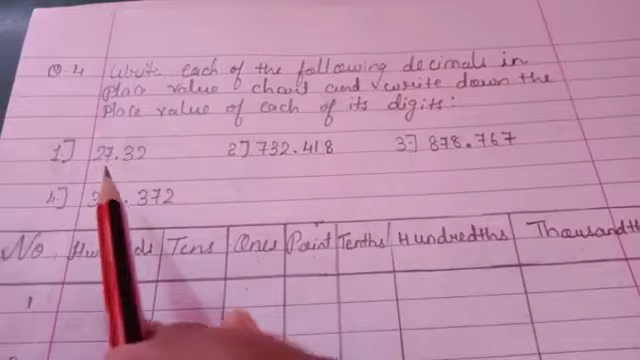 Q 4 Write each of the following decimals in
place value chart and write down the
place value of each of its digits:
1] 27.32 2] 732.418 3] 878.767
4] .372
No. Tens Ones Point Tenths Hundredths
1